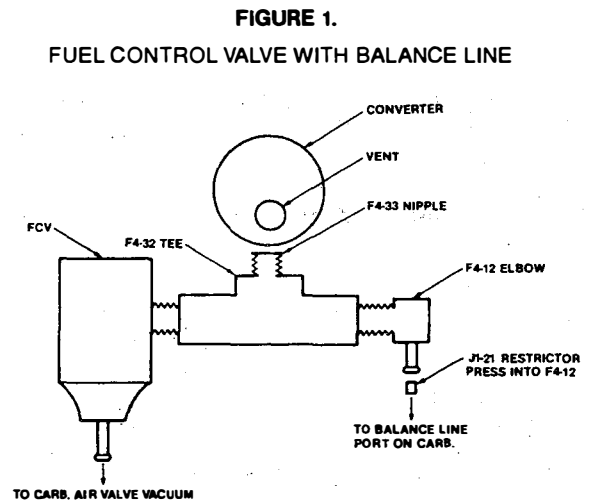 FIGURE 1.
FUEL CONTROL VALVE WITH BALANCE LINE
CONVERTER
VENT
F4-33 NIPPLE
FCV
F4-32 TEE
F4-12 ELBOW
J1-21 RESTRICTOR
PRESS INTO F4-12
TO BALANCE LINE
PORT ON CARB.
TO CARB. AIR VALVE VACUUM